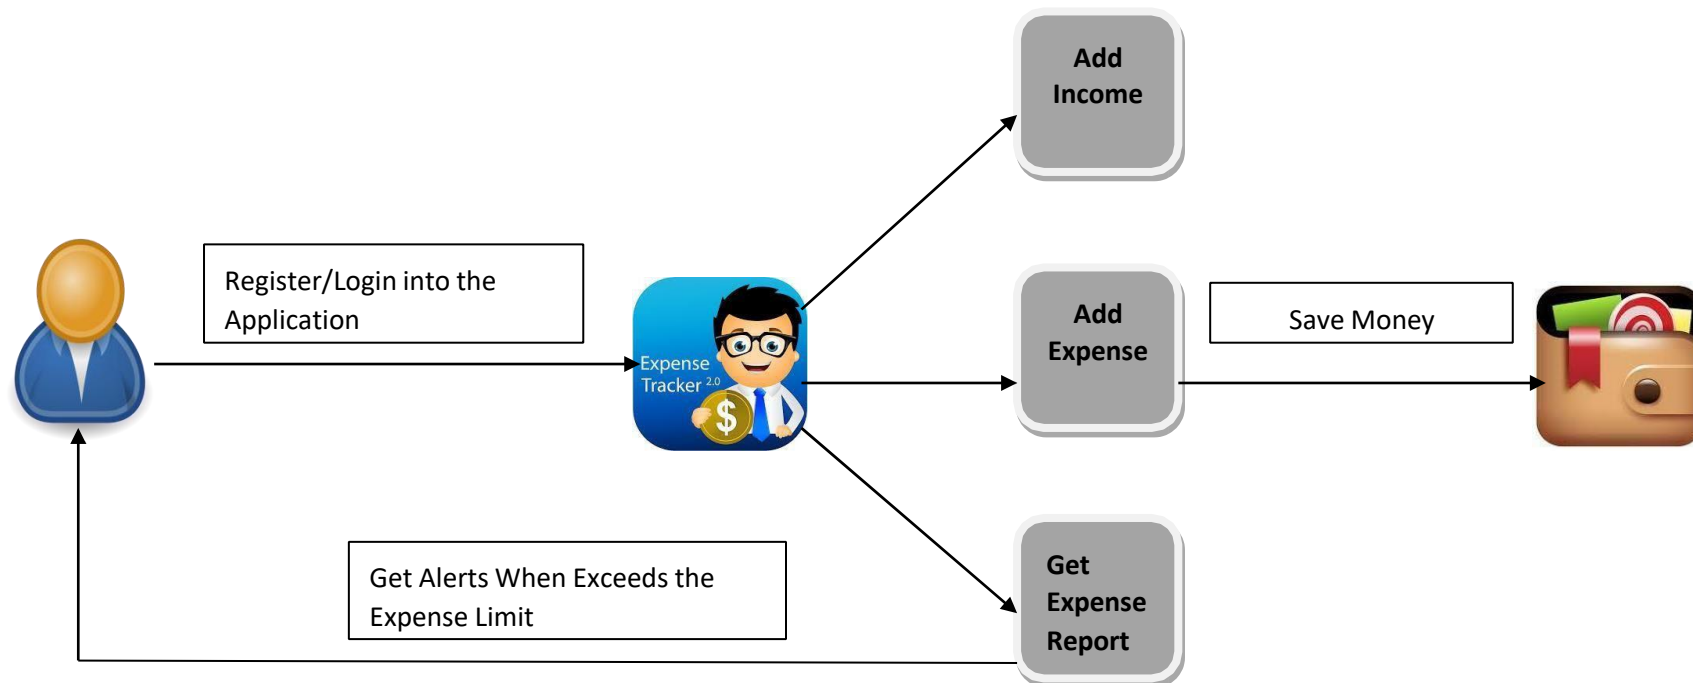 Add
Income
Register/Login into the
Application
Expense
Tracker 2.0
$
Add
Expense
Save Money
Get Alerts When Exceeds the
Expense Limit
Get
Expense
Report